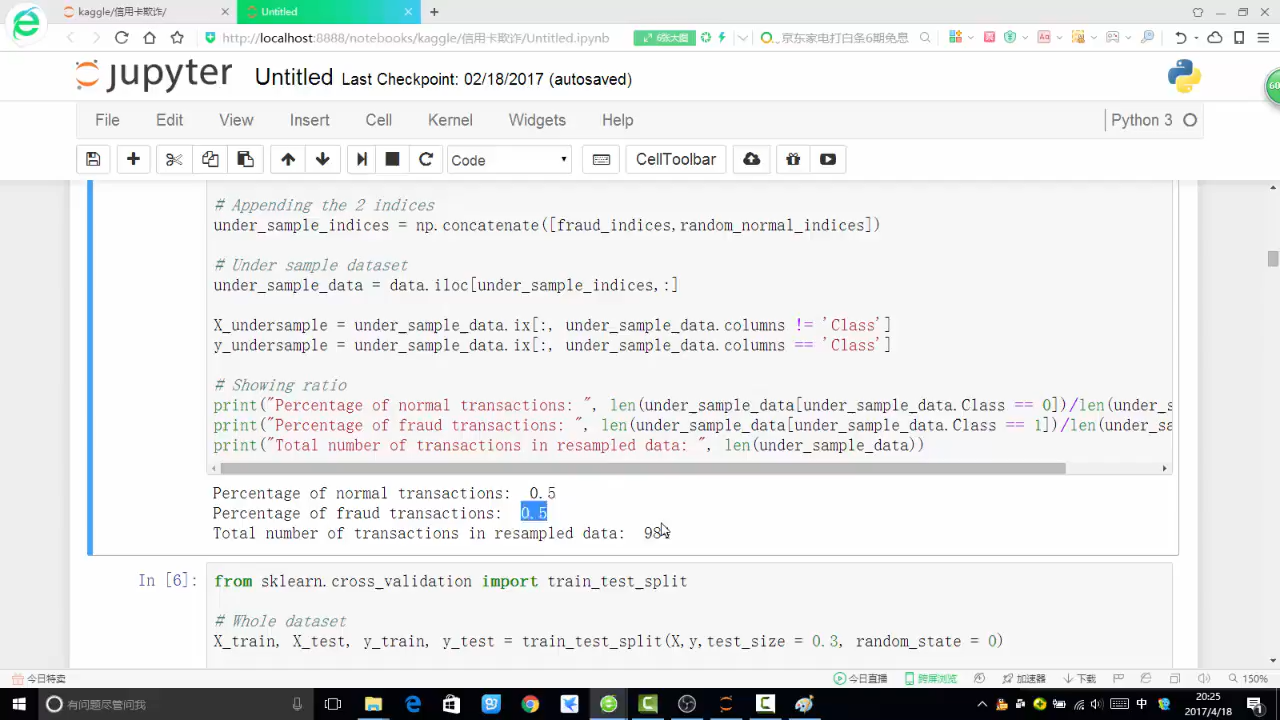 kaggle/信用卡欺诈/
Untitled
http://localhost:8888/notebooks/kaggle/信用卡欺诈/Untitled.ipynb
6张大图
京东家电打白条6期免息
jupyter Untitled Last Checkpoint: 02/18/2017 (autosaved)
60
File Edit View Insert Cell Kernel Widgets Help
Python 3
Code
CellToolbar
# Appending the 2 indices
under_sample_indices = np.concatenate([fraud_indices,random_normal_indices])
# Under sample dataset
under_sample_data = data.iloc[under_sample_indices,:]
X_undersample = under_sample_data.ix[:, under_sample_data.columns != 'Class']
y_undersample = under_sample_data.ix[:, under_sample_data.columns == 'Class']
# Showing ratio
print("Percentage of normal transactions: ", len(under_sample_data[under_sample_data.Class == 0])/len(under_s
print("Percentage of fraud transactions: ", len(under_sample_data[under_sample_data.Class == 1])/len(under_sa
print("Total number of transactions in resampled data: ", len(under_sample_data))
Percentage of normal transactions:  0.5
Percentage of fraud transactions:  0.5
Total number of transactions in resampled data:
In [6]:
from sklearn.cross_validation import train_test_split
# Whole dataset
X_train, X_test, y_train, y_test = train_test_split(X,y,test_size = 0.3, random_state = 0)
今日特卖
今日直播
跨屏浏览
加速器
下载
150%
有问题尽管问我
中
20:25
2017/4/18